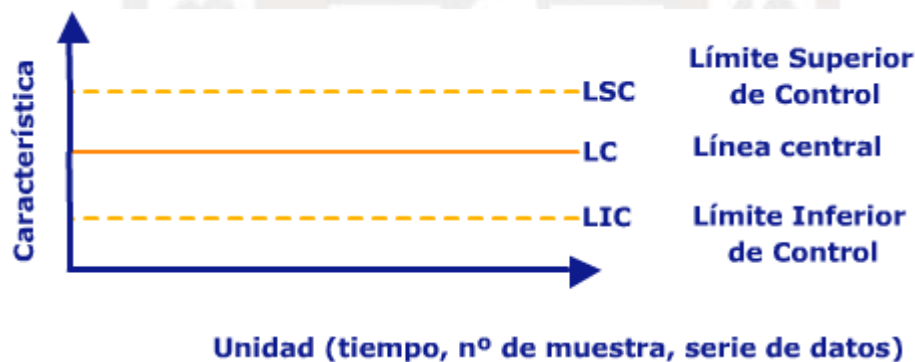 Característica
LSC
Límite Superior
de Control
LC
Línea central
LIC
Límite Inferior
de Control
Unidad (tiempo, nº de muestra, serie de datos)